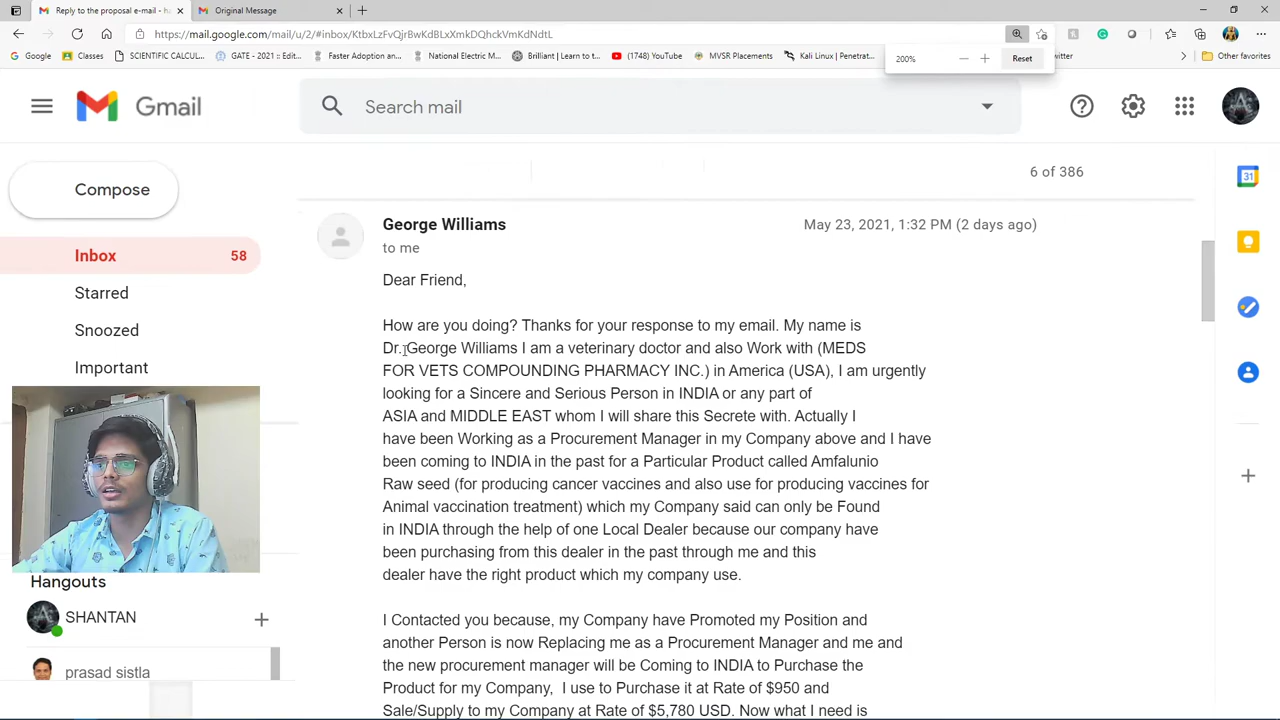 Reply to the proposal e-mail - ha
Original Message
https://mail.google.com/mail/u/2/#inbox/KtbxLzFvQjrBwKdBLxXmkDQhckVmKdNdtL
Google
SCIENTIFIC CALCUL...
GATE - 2021 :: Edit...
Faster Adoption an...
National Electric M...
Brilliant | Learn to t...
(1748) YouTube
MVSR Placements
Kali Linux | Penetrat...
witter
Other favorites
200%
Reset
Gmail
Search mail
Compose
6 of 386
Inbox
58
Starred
Snoozed
Important
Hangouts
SHANTAN
prasad sistla
31
George Williams
May 23, 2021, 1:32 PM (2 days ago)
to me
Dear Friend,
How are you doing? Thanks for your response to my email. My name is
Dr.George Williams I am a veterinary doctor and also Work with (MEDS
FOR VETS COMPOUNDING PHARMACY INC.) in America (USA), I am urgently
looking for a Sincere and Serious Person in INDIA or any part of
ASIA and MIDDLE EAST whom I will share this Secrete with. Actually I
have been Working as a Procurement Manager in my Company above and I have
been coming to INDIA in the past for a Particular Product called Amfalunio
Raw seed (for producing cancer vaccines and also use for producing vaccines for
Animal vaccination treatment) which my Company said can only be Found
in INDIA through the help of one Local Dealer because our company have
been purchasing from this dealer in the past through me and this
dealer have the right product which my company use.
I Contacted you because, my Company have Promoted my Position and
another Person is now Replacing me as a Procurement Manager and me and
the new procurement manager will be Coming to INDIA to Purchase the
Product for my Company,  I use to Purchase it at Rate of $950 and
Sale/Supply to my Company at Rate of $5,780 USD. Now what I need is